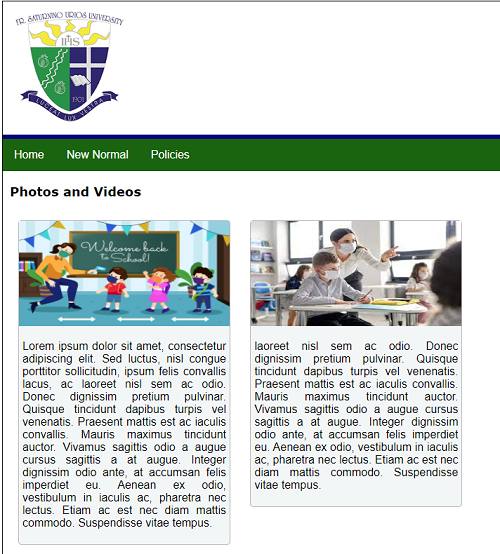 FR. SATURNINO URIOS UNIVERSITY
IHS
1901
LUCEAT LUX VESTRA
Home New Normal Policies
Photos and Videos
Welcome back
to School!
Lorem ipsum dolor sit amet, consectetur
adipiscing elit. Sed luctus, nisl congue
porttitor sollicitudin, ipsum felis convallis
lacus, ac laoreet nisl sem ac odio.
Donec dignissim pretium pulvinar.
Quisque tincidunt dapibus turpis vel
venenatis. Praesent mattis est ac iaculis
convallis. Mauris maximus tincidunt
auctor. Vivamus sagittis odio a augue
cursus sagittis a at augue. Integer
dignissim odio ante, at accumsan felis
imperdiet eu. Aenean ex odio,
vestibulum in iaculis ac, pharetra nec
lectus. Etiam ac est nec diam mattis
commodo. Suspendisse vitae tempus.
laoreet nisl sem ac odio. Donec
dignissim pretium pulvinar. Quisque
tincidunt dapibus turpis vel venenatis.
Praesent mattis est ac iaculis convallis.
Mauris maximus tincidunt auctor.
Vivamus sagittis odio a augue cursus
sagittis a at augue. Integer dignissim
odio ante, at accumsan felis imperdiet
eu. Aenean ex odio, vestibulum in iaculis
ac, pharetra nec lectus. Etiam ac est nec
diam mattis commodo. Suspendisse
vitae tempus.